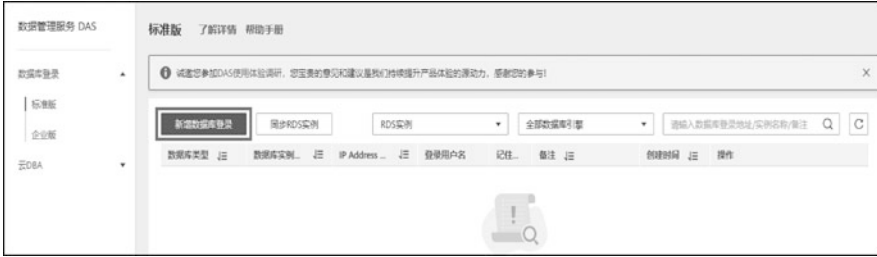 数据管理服务 DAS
数据库登录
标准版
企业版
云DBA
标准版 了解详情 帮助手册
诚邀您参加DAS使用体验调研，您宝贵的意见和建议是我们持续提升产品体验的源动力，感谢您的参与!
新增数据库登录 同步RDS实例 RDS实例 全部数据库引擎 请输入数据库登录地址/实例名称/备注
数据库类型 数据库实例... IP Address ... 登录用户名 记住... 备注 创建时间 操作